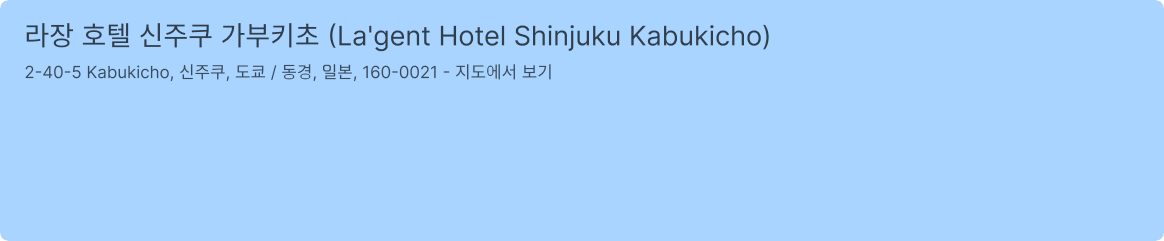 라장 호텔 신주쿠 가부키초 (La'gent Hotel Shinjuku Kabukicho)
2-40-5 Kabukicho, 신주쿠, 도쿄 / 동경, 밀본, 160-0021 - 지도에서 보기